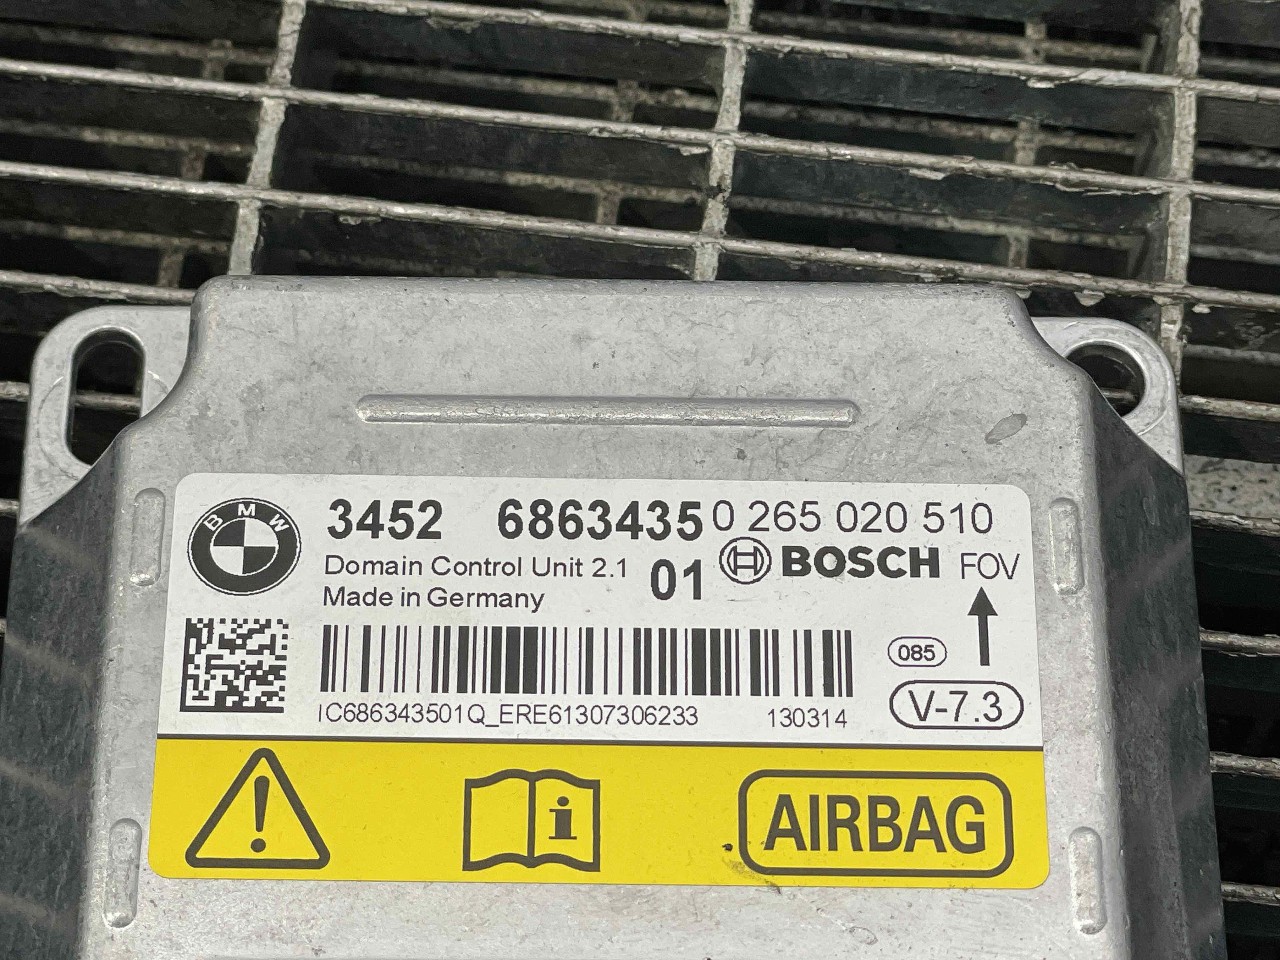 BMW 3452 6863435 0 265 020 510
Domain Control Unit 2.1 01 BOSCH FOV
Made in Germany
085
IC686343501Q_ERE61307306233 130314 V-7.3
i AIRBAG